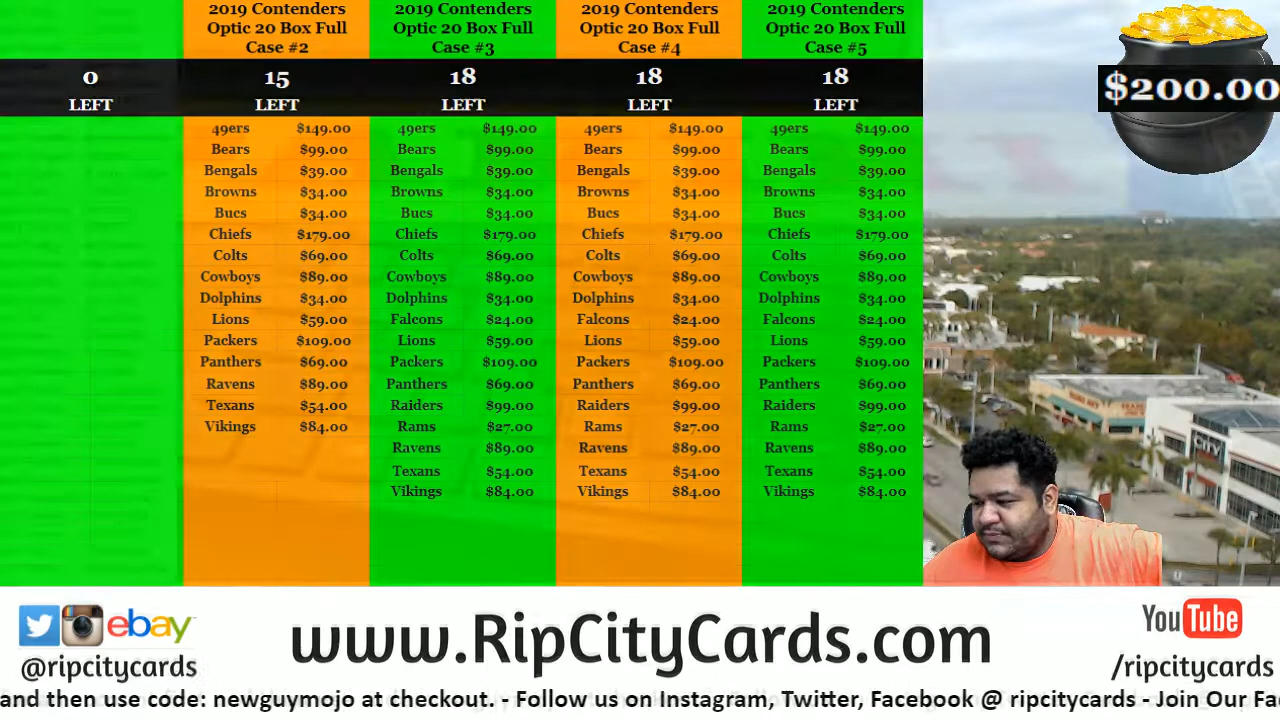 2019 Contenders Optic 20 Box Full Case #2
2019 Contenders Optic 20 Box Full Case #3
2019 Contenders Optic 20 Box Full Case #4
2019 Contenders Optic 20 Box Full Case #5
0 LEFT
15 LEFT
18 LEFT
18 LEFT
18 LEFT
$200.00
49ers $149.00 49ers $149.00 49ers $149.00 49ers $149.00
Bears $99.00 Bears $99.00 Bears $99.00 Bears $99.00
Bengals $39.00 Bengals $39.00 Bengals $39.00 Bengals $39.00
Browns $34.00 Browns $34.00 Browns $34.00 Browns $34.00
Bucs $34.00 Bucs $34.00 Bucs $34.00 Bucs $34.00
Chiefs $179.00 Chiefs $179.00 Chiefs $179.00 Chiefs $179.00
Colts $69.00 Colts $69.00 Colts $69.00 Colts $69.00
Cowboys $89.00 Cowboys $89.00 Cowboys $89.00 Cowboys $89.00
Dolphins $34.00 Dolphins $34.00 Dolphins $34.00 Dolphins $34.00
Lions $59.00 Falcons $24.00 Falcons $24.00 Falcons $24.00
Packers $109.00 Lions $59.00 Lions $59.00 Lions $59.00
Panthers $69.00 Packers $109.00 Packers $109.00 Packers $109.00
Ravens $89.00 Panthers $69.00 Panthers $69.00 Panthers $69.00
Texans $54.00 Raiders $99.00 Raiders $99.00 Raiders $99.00
Vikings $84.00 Rams $27.00 Rams $27.00 Rams $27.00
Ravens $89.00 Ravens $89.00 Ravens $89.00
Texans $54.00 Texans $54.00 Texans $54.00
Vikings $84.00 Vikings $84.00 Vikings $84.00
ebay
@ripcitycards
www.RipCityCards.com
YouTube
/ripcitycards
and then use code: newguymojo at checkout. - Follow us on Instagram, Twitter, Facebook @ ripcitycards - Join Our Fa